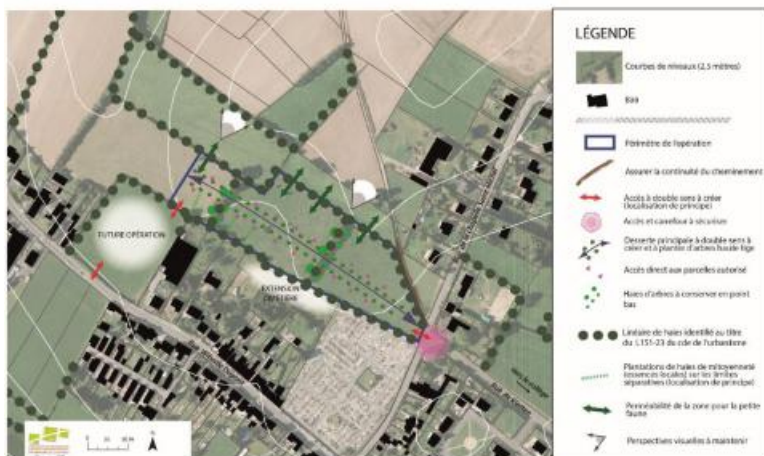 LÉGENDE
Courbes de niveaux (2,5 mètres)
Bâti
Périmètre de l'opération
Assurer la continuité du cheminement
Accès à double sens à créer
(localisation de principe)
Accès et carrefour à sécuriser
Desserte principale à double sens à
créer et à planter d'arbres haute tige
Accès direct aux parcelles autorisé
Haies d'arbres à conserver en point
bas
Linéaire de haies identifié au titre
du L151-23 du cde de l'urbanisme
Plantations de haies de mitoyenneté
(essences locales) sur les limites
séparatives (localisation de principe)
Perméabilité de la zone pour la petite
faune
Perspectives visuelles à maintenir
FUTURE OPÉRATION
EXTENSION
CIMETIÈRE